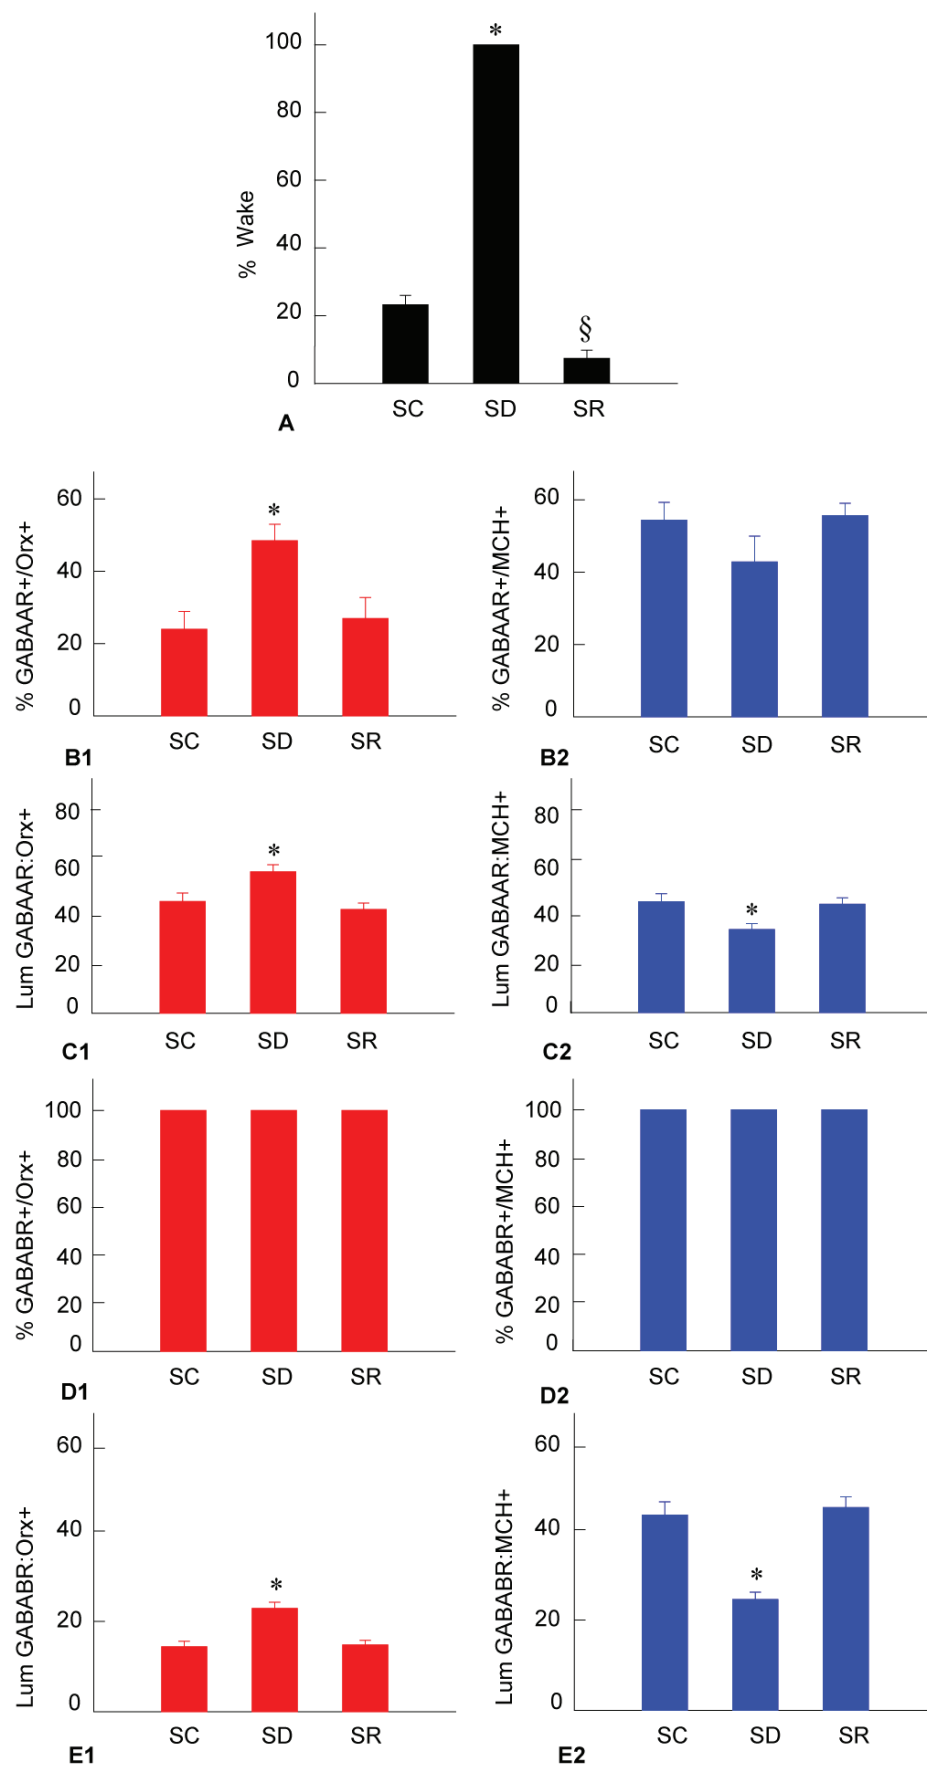 % Wake
100
80
60
40
20
0
*
§
SC SD SR
A
% GABAAR+/Orx+
60
40
20
0
*
SC SD SR
B1
% GABAAR+/MCH+
60
40
20
0
SC SD SR
B2
Lum GABAAR:Orx+
80
60
40
20
0
*
SC SD SR
C1
Lum GABAAR:MCH+
80
60
40
20
0
*
SC SD SR
C2
% GABABR+/Orx+
100
80
60
40
20
0
SC SD SR
D1
% GABABR+/MCH+
100
80
60
40
20
0
SC SD SR
D2
Lum GABABR:Orx+
60
40
20
0
*
SC SD SR
E1
Lum GABABR:MCH+
60
40
20
0
*
SC SD SR
E2